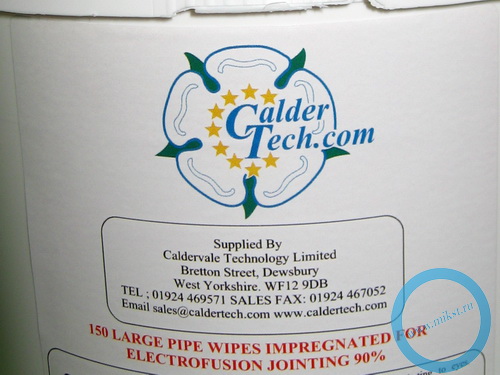 Calder
Tech.com
Supplied By
Caldervale Technology Limited
Bretton Street, Dewsbury
West Yorkshire. WF12 9DB
TEL ; 01924 469571 SALES FAX: 01924 467052
Email sales@caldertech.com www.caldertech.com
150 LARGE PIPE WIPES IMPREGNATED FOR
ELECTROFUSION JOINTING 90%
to eyes